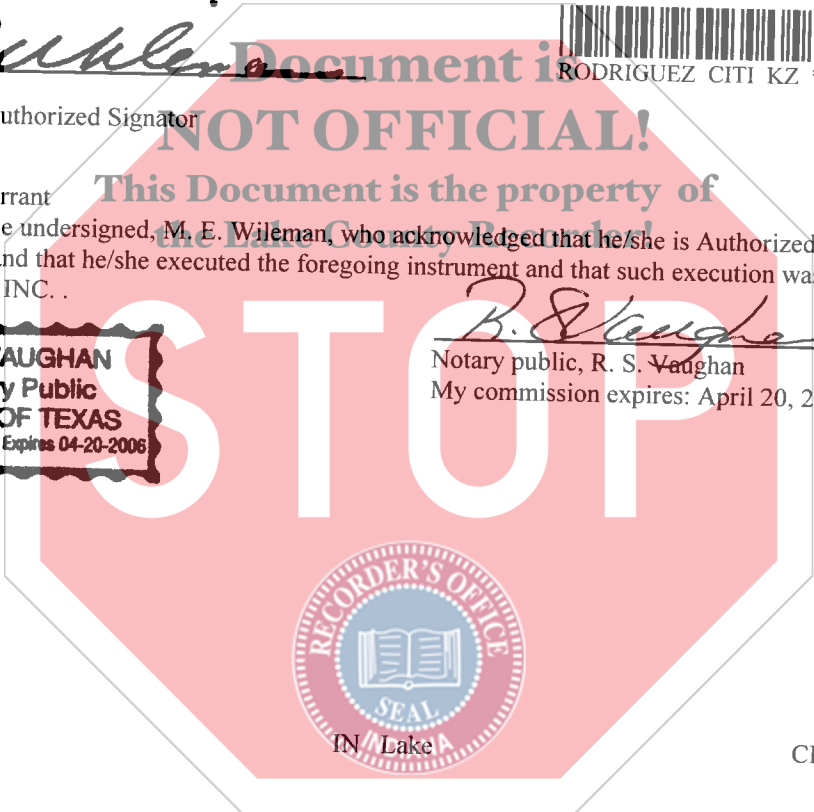 Document is
RODRIGUEZ CITI KZ
uthorized Signator
NOT OFFICIAL!
This Document is the property of
rrant
the Lake County Recorder!
e undersigned, M. E. Wileman, who acknowledged that he/she is Authorized
nd that he/she executed the foregoing instrument and that such execution wa
INC. .
STOP
R. S Vaughan
AUGHAN
y Public
OF TEXAS
Expires 04-20-2006
Notary public, R. S. Vaughan
My commission expires: April 20, 2
RECORDER'S OFFICE
SEAL
INDIANA
IN Lake